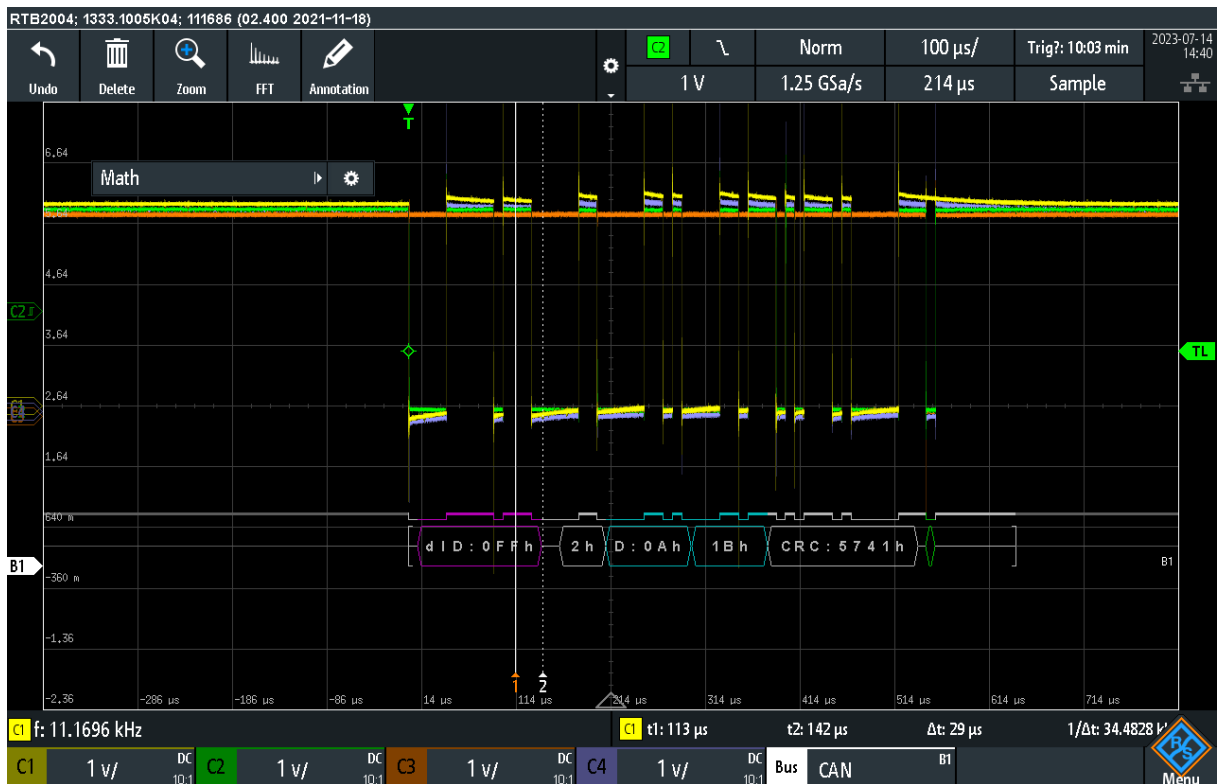 RTB2004; 1333.1005K04; 111686 (02.400 2021-11-18)
Undo Delete Zoom FFT Annotation
C2 Norm 100 µs/ Trig?: 10:03 min 2023-07-14
14:40
1 V 1.25 GSa/s 214 µs Sample
T
6,64
Math
4,64
C2
3,64
TL
2,64
1,64
640 m
dID:0FFh 2h D:0Ah 1Bh CRC:5741h
B1 B1
-360 m
-1,36
1 2
-2,36 -286 µs -186 µs -86 µs 14 µs 114 µs 214 µs 314 µs 414 µs 514 µs 614 µs 714 µs
C1 f: 11.1696 kHz C1 t1: 113 µs t2: 142 µs Δt: 29 µs 1/Δt: 34.4828
C1 1 V/ DC 10:1 C2 1 V/ DC 10:1 C3 1 V/ DC 10:1 C4 1 V/ DC 10:1 Bus CAN B1
R&S
Menu